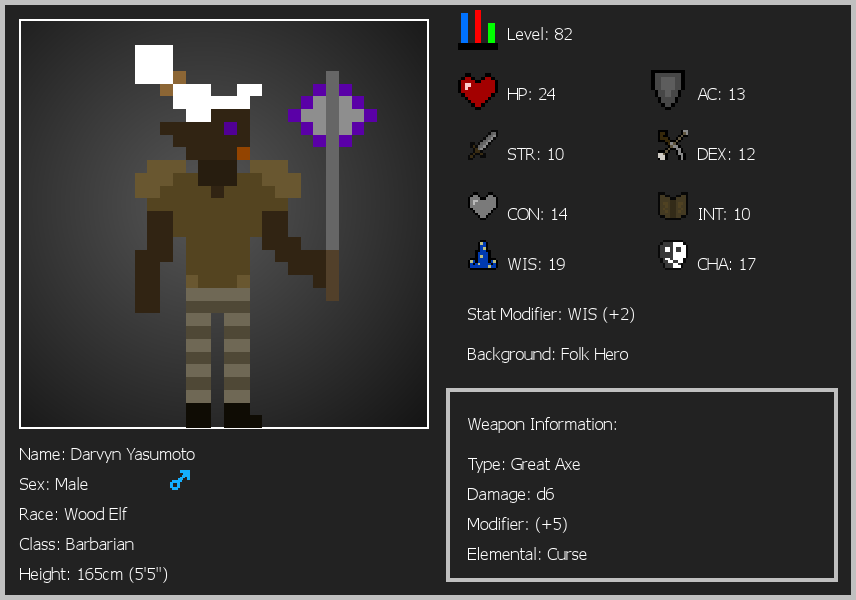 Level: 82
HP: 24
AC: 13
STR: 10
DEX: 12
CON: 14
INT: 10
WIS: 19
CHA: 17
Stat Modifier: WIS (+2)
Background: Folk Hero
Weapon Information:
Type: Great Axe
Damage: d6
Modifier: (+5)
Elemental: Curse
Name: Darvyn Yasumoto
Sex: Male
Race: Wood Elf
Class: Barbarian
Height: 165cm (5'5")